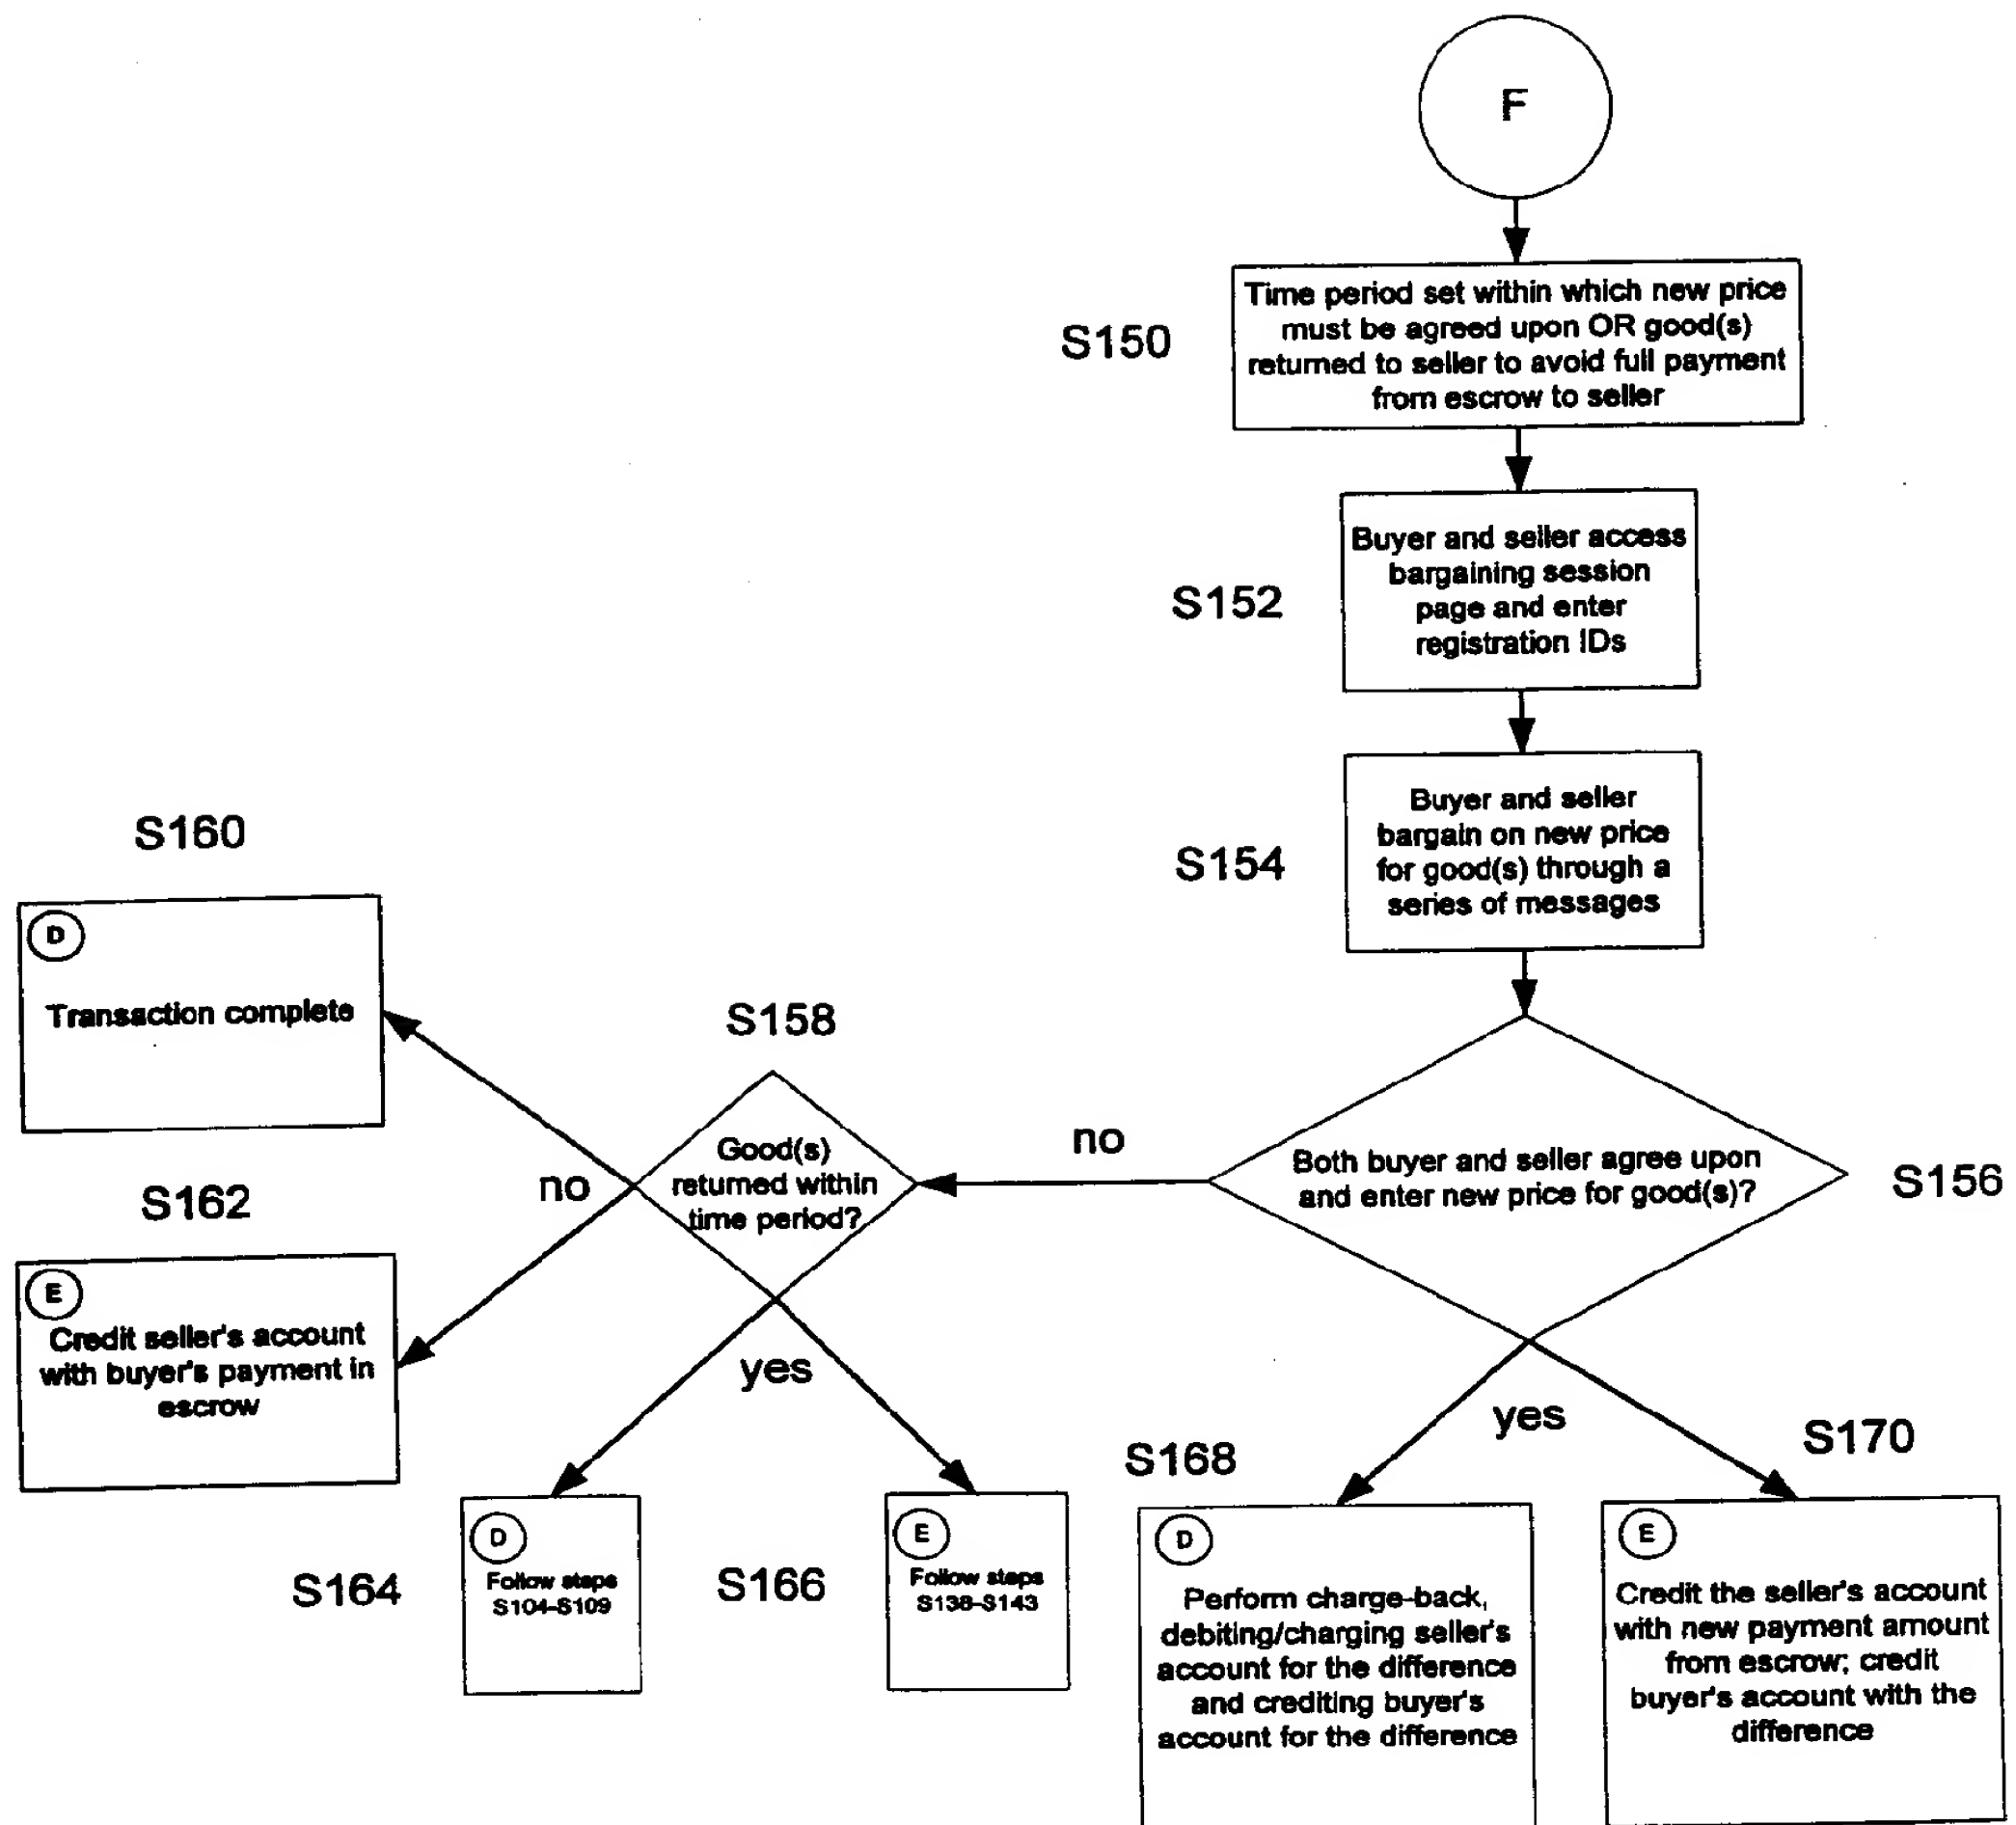 F
S150
Time period set within which new price
must be agreed upon OR good(s)
returned to seller to avoid full payment
from escrow to seller
S152
Buyer and seller access
bargaining session
page and enter
registration IDs
S154
Buyer and seller
bargain on new price
for good(s) through a
series of messages
S156
Both buyer and seller agree upon
and enter new price for good(s)?
no
S158
Good(s)
returned within
time period?
no
S160
D
Transaction complete
S162
E
Credit seller's account
with buyer's payment in
escrow
yes
S164
D
Follow steps
S104-S109
S166
E
Follow steps
S138-S143
yes
S168
D
Perform charge-back,
debiting/charging seller's
account for the difference
and crediting buyer's
account for the difference
S170
E
Credit the seller's account
with new payment amount
from escrow; credit
buyer's account with the
difference